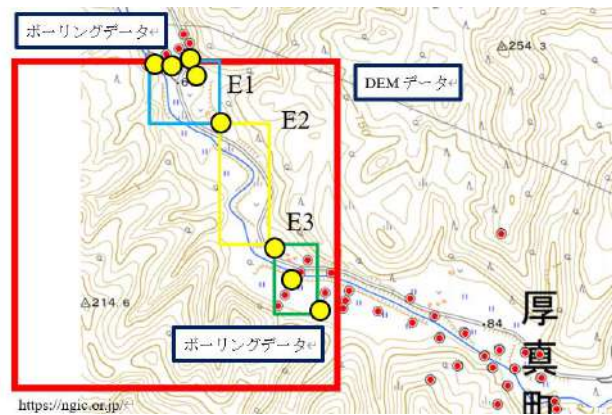 ボーリングデータ
254.3
DEMデータ
E1
E2
E3
214.6
84
厚真町
ボーリングデータ
https://ngic.or.jp/